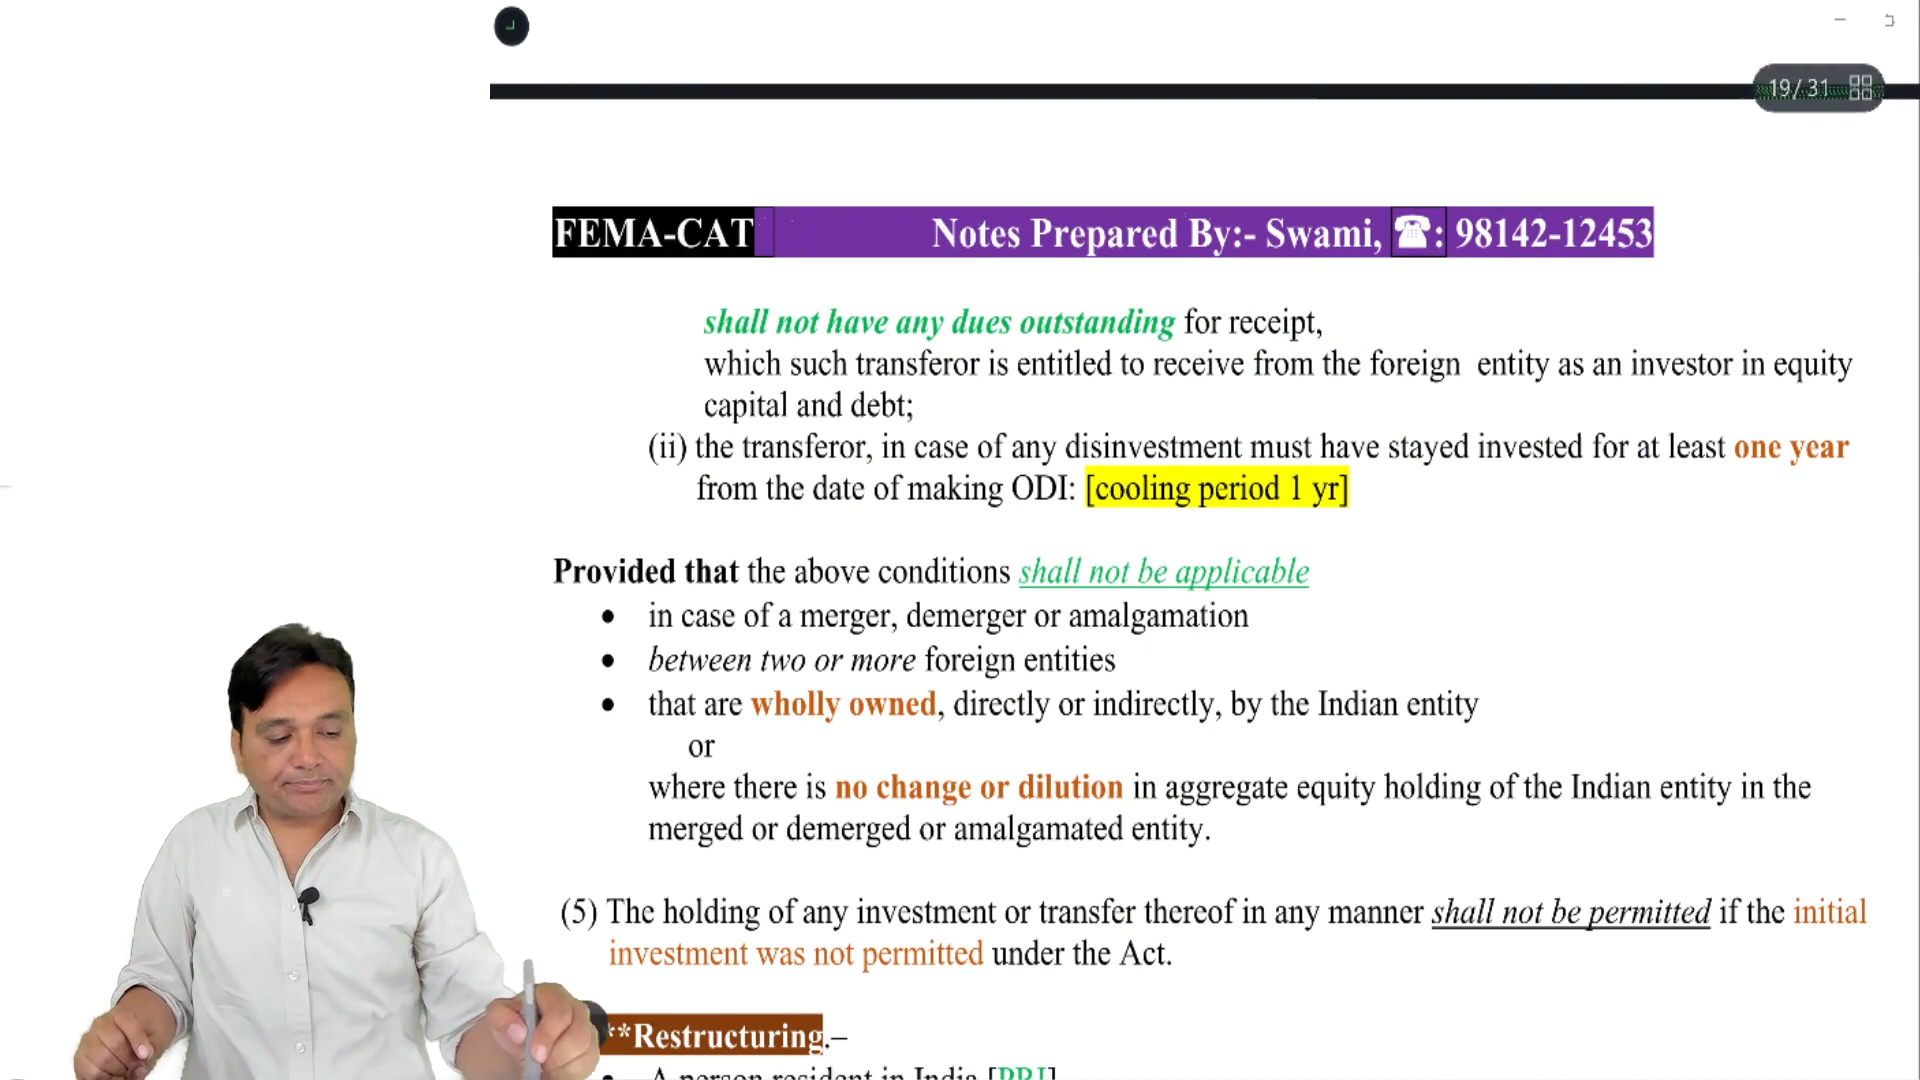 19/31
FEMA-CAT Notes Prepared By:- Swami, ☎: 98142-12453
shall not have any dues outstanding for receipt,
which such transferor is entitled to receive from the foreign entity as an investor in equity
capital and debt;
(ii) the transferor, in case of any disinvestment must have stayed invested for at least one year
from the date of making ODI: [cooling period 1 yr]
Provided that the above conditions shall not be applicable
• in case of a merger, demerger or amalgamation
• between two or more foreign entities
• that are wholly owned, directly or indirectly, by the Indian entity
or
where there is no change or dilution in aggregate equity holding of the Indian entity in the
merged or demerged or amalgamated entity.
(5) The holding of any investment or transfer thereof in any manner shall not be permitted if the initial
investment was not permitted under the Act.
**Restructuring.–
• A person resident in India [PRI]